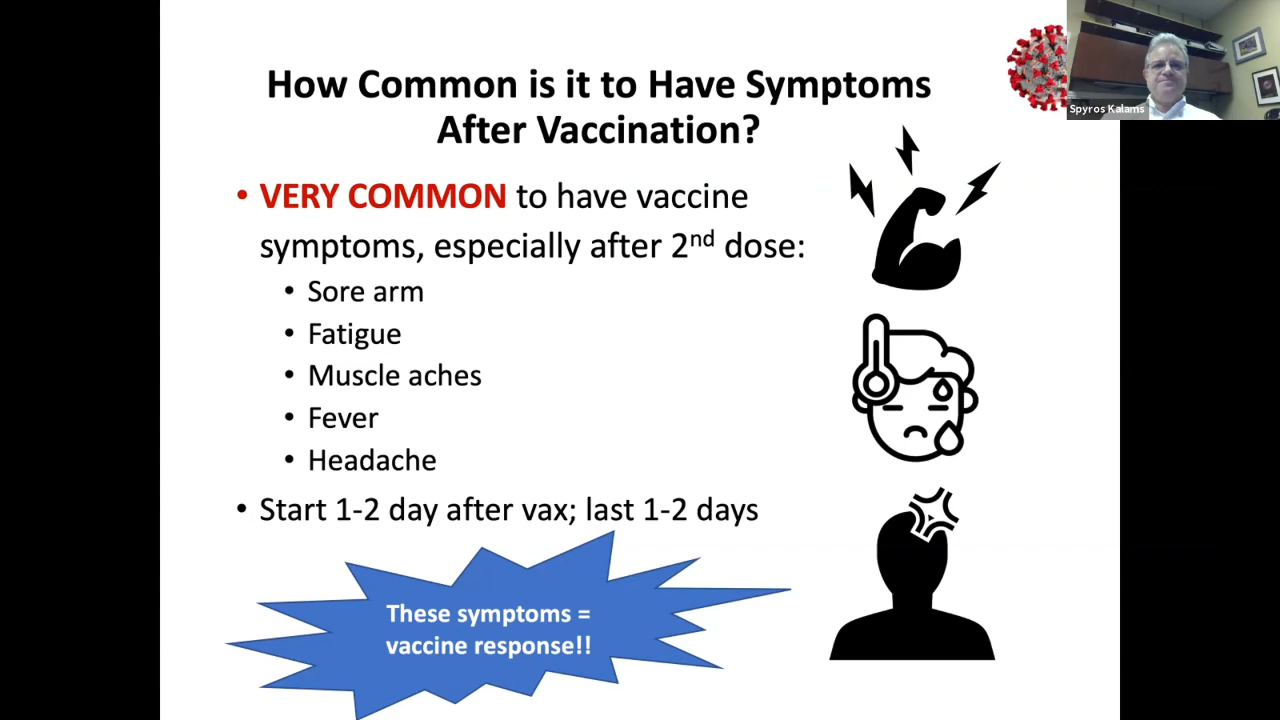 How Common is it to Have Symptoms
After Vaccination?
• VERY COMMON to have vaccine
symptoms, especially after 2nd dose:
• Sore arm
• Fatigue
• Muscle aches
• Fever
• Headache
• Start 1-2 day after vax; last 1-2 days
These symptoms =
vaccine response!!
Spyros Kalams